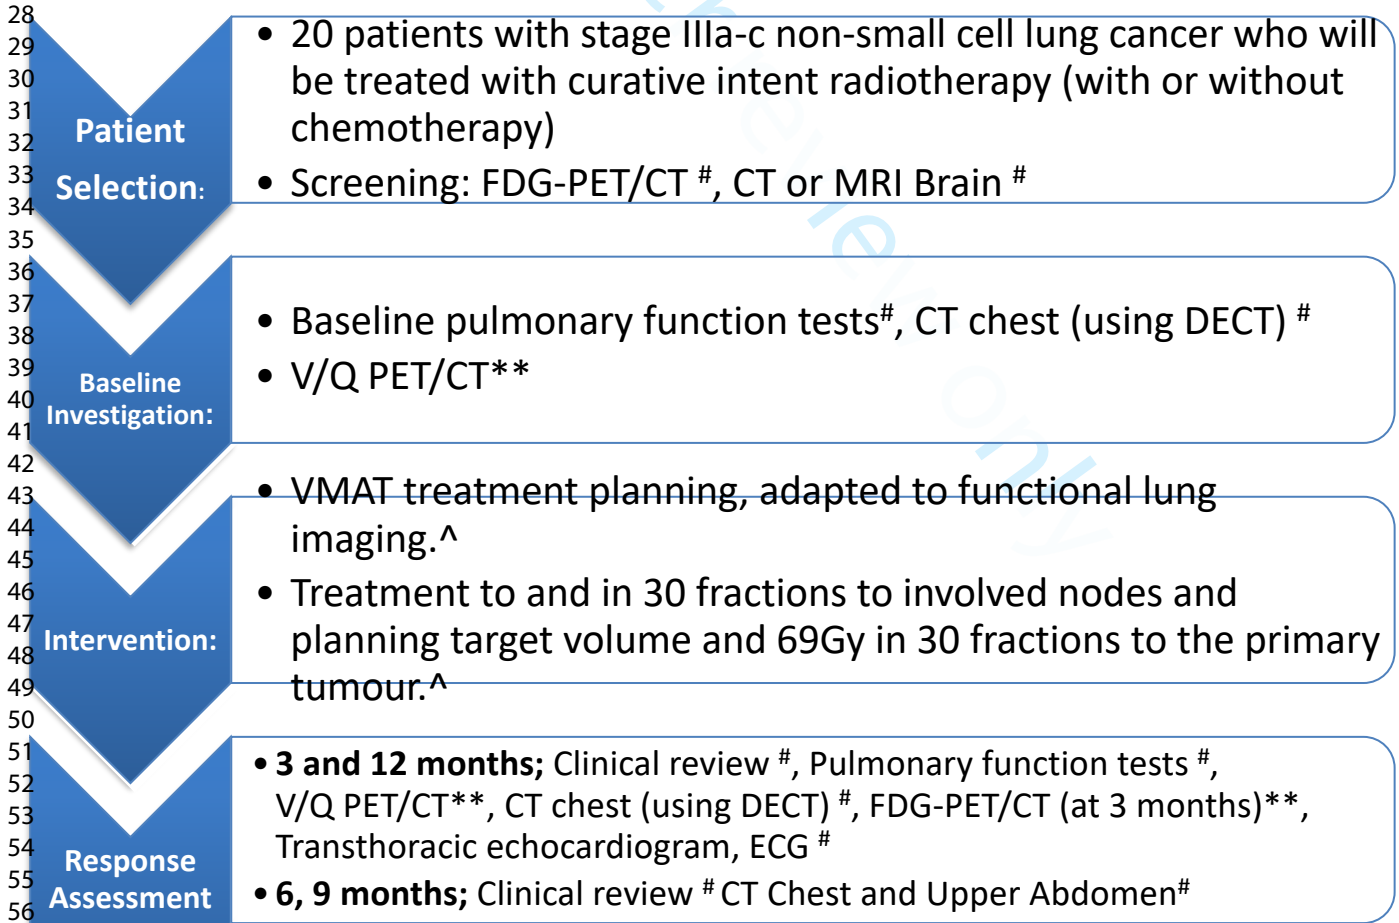 28
29
30
31
32
33
34
35
36
37
38
39
40
41
42
43
44
45
46
47
48
49
50
51
52
53
54
55
56
Patient
Selection:
• 20 patients with stage IIIa-c non-small cell lung cancer who will
be treated with curative intent radiotherapy (with or without
chemotherapy)
• Screening: FDG-PET/CT #, CT or MRI Brain #
Baseline
Investigation:
• Baseline pulmonary function tests#, CT chest (using DECT) #
• V/Q PET/CT**
Intervention:
• VMAT treatment planning, adapted to functional lung
imaging.^
• Treatment to and in 30 fractions to involved nodes and
planning target volume and 69Gy in 30 fractions to the primary
tumour.^
Response
Assessment
• 3 and 12 months; Clinical review #, Pulmonary function tests #,
V/Q PET/CT**, CT chest (using DECT) #, FDG-PET/CT (at 3 months)**,
Transthoracic echocardiogram, ECG #
• 6, 9 months; Clinical review # CT Chest and Upper Abdomen#
review only